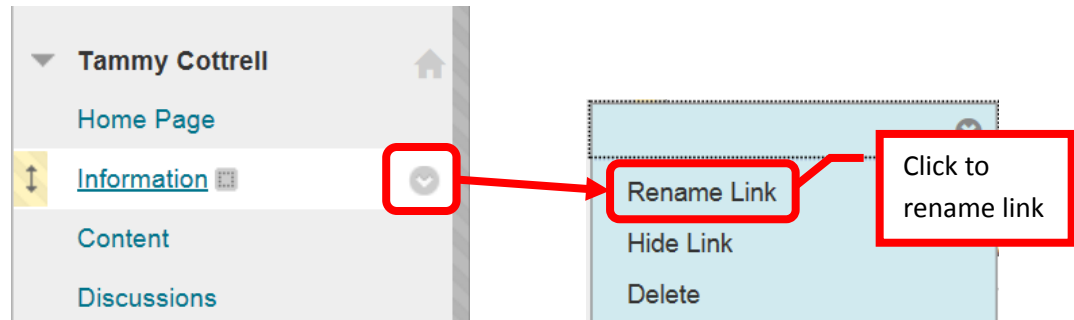 Tammy Cottrell
Home Page
Information
Content
Discussions
Rename Link
Hide Link
Delete
Click to
rename link